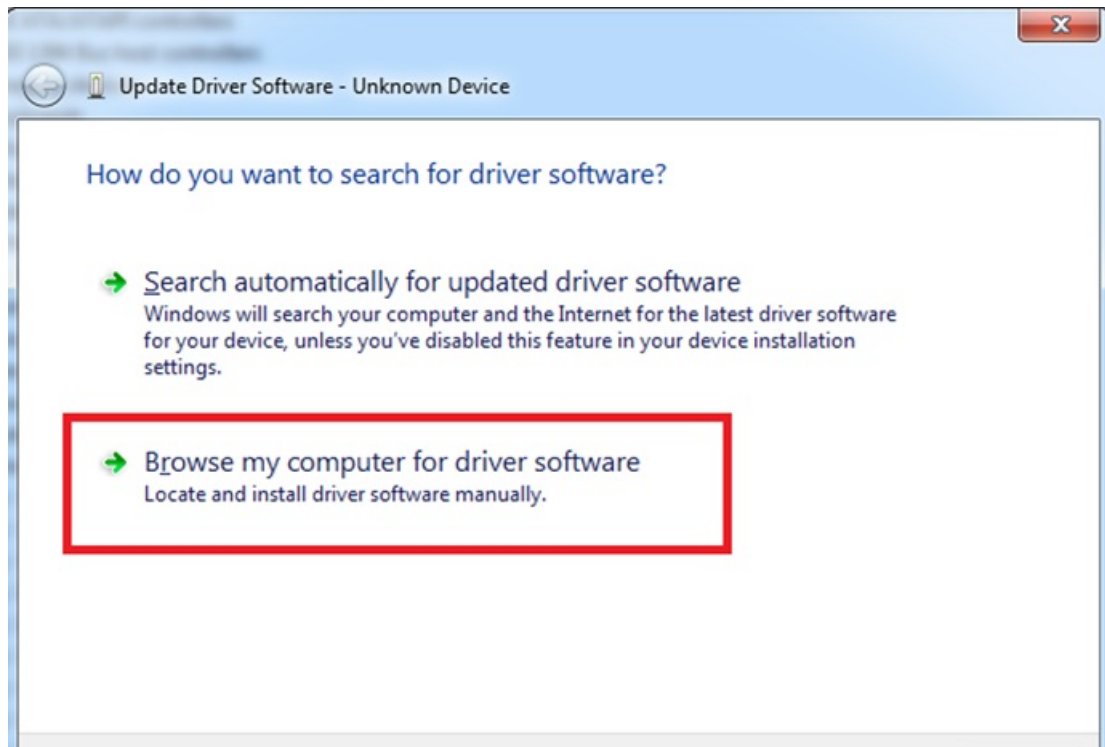 Update Driver Software - Unknown Device
How do you want to search for driver software?
Search automatically for updated driver software
Windows will search your computer and the Internet for the latest driver software
for your device, unless you've disabled this feature in your device installation
settings.
Browse my computer for driver software
Locate and install driver software manually.